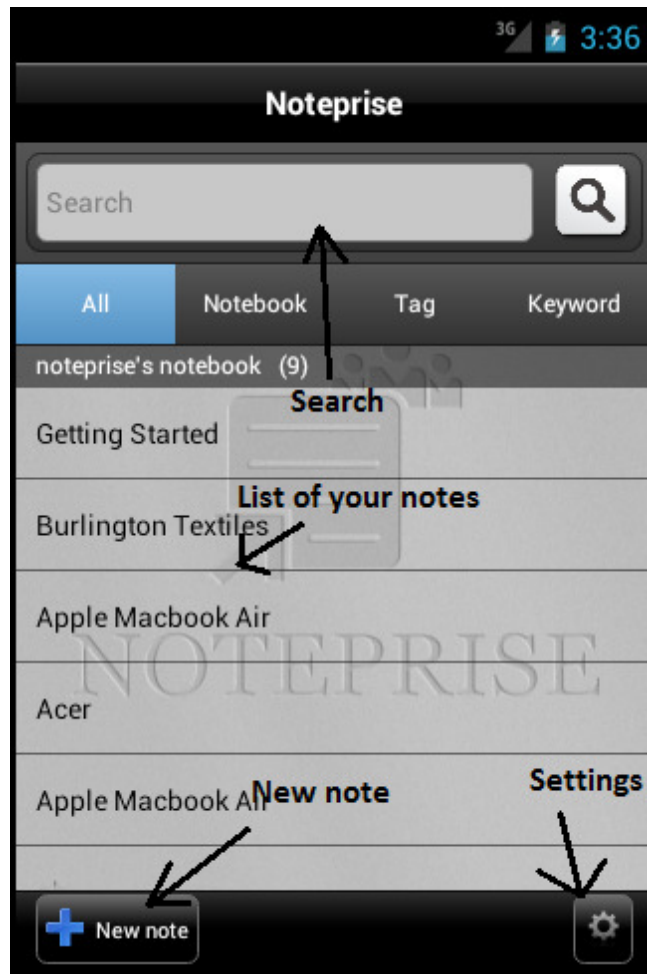 3G 3:36
Noteprise
Search
All Notebook Tag Keyword
noteprise's notebook (9)
Search
Getting Started
List of your notes
Burlington Textiles
Apple Macbook Air
NOTEPRISE
Acer
Settings
New note
Apple Macbook Air
New note